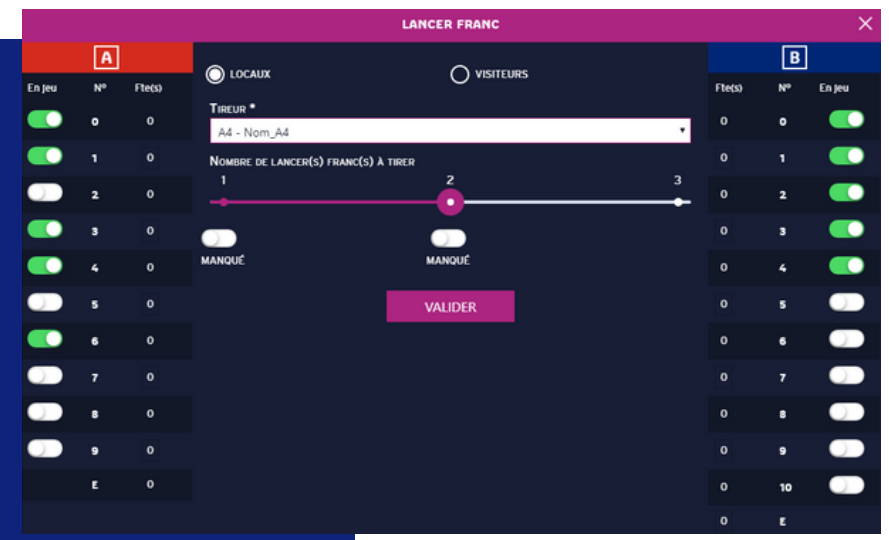 LANCER FRANC
A
En Jeu N° Fte(s)
0 0
1 0
2 0
3 0
4 0
5 0
6 0
7 0
8 0
9 0
E 0
LOCAUX VISITEURS
TIREUR *
A4 - Nom_A4
NOMBRE DE LANCER(S) FRANC(S) À TIRER
1 2 3
MANQUÉ MANQUÉ
VALIDER
B
Fte(s) N° En Jeu
0 0
0 1
0 2
0 3
0 4
0 5
0 6
0 7
0 8
0 9
0 10
0 E